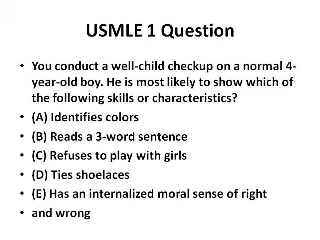 USMLE 1 Question
• You conduct a well-child checkup on a normal 4-
year-old boy. He is most likely to show which of
the following skills or characteristics?
• (A) Identifies colors
• (B) Reads a 3-word sentence
• (C) Refuses to play with girls
• (D) Ties shoelaces
• (E) Has an internalized moral sense of right
• and wrong